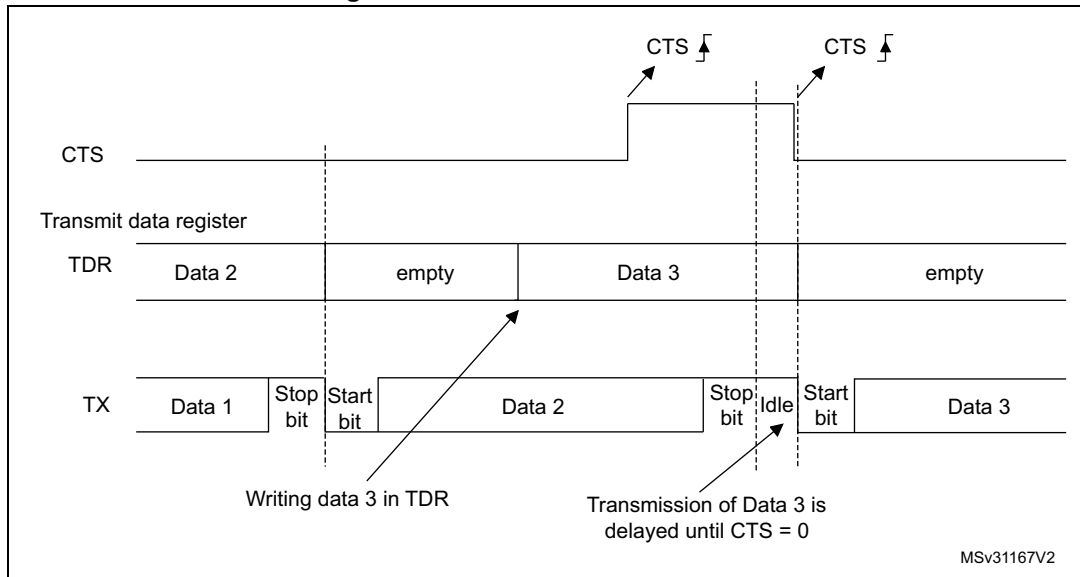 CTS CTS
CTS
Transmit data register
TDR Data 2 empty Data 3 empty
TX Data 1 Stop bit Start bit Data 2 Stop bit Idle Start bit Data 3
Writing data 3 in TDR
Transmission of Data 3 is
delayed until CTS = 0
MSv31167V2